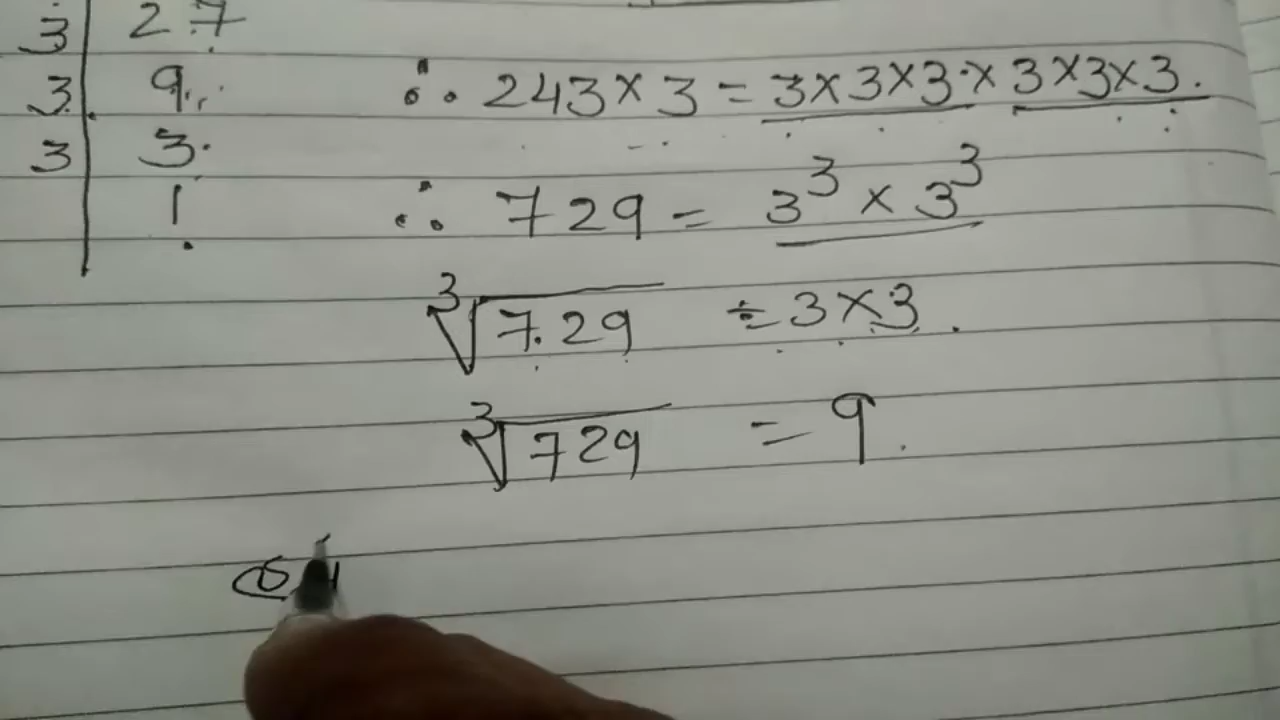 3 | 27
3 | 9
3 | 3
1
∴ 243 × 3 = 3×3×3 × 3×3×3.
∴ 729 = 3³ × 3³
∛729 = 3×3.
∛729 = 9.